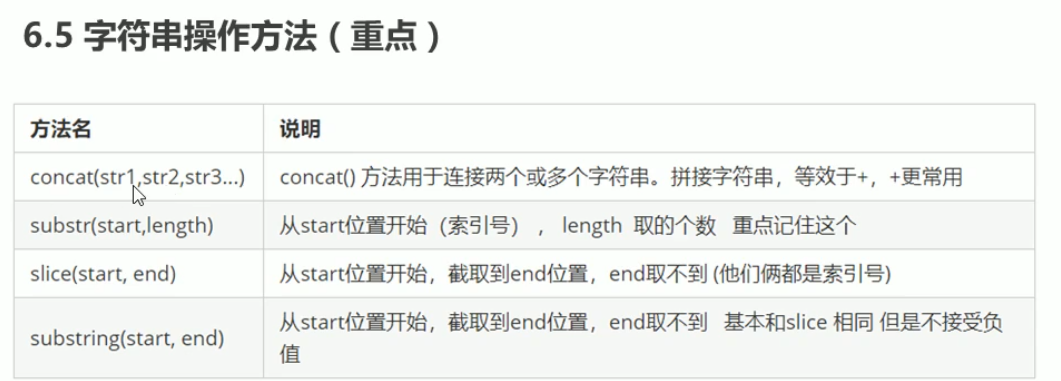 6.5 字符串操作方法（重点）
方法名 说明
concat(str1,str2,str3...) concat() 方法用于连接两个或多个字符串。拼接字符串，等效于+，+更常用
substr(start,length) 从start位置开始（索引号） ， length 取的个数 重点记住这个
slice(start, end) 从start位置开始，截取到end位置，end取不到 (他们俩都是索引号)
substring(start, end) 从start位置开始，截取到end位置，end取不到 基本和slice 相同 但是不接受负
值